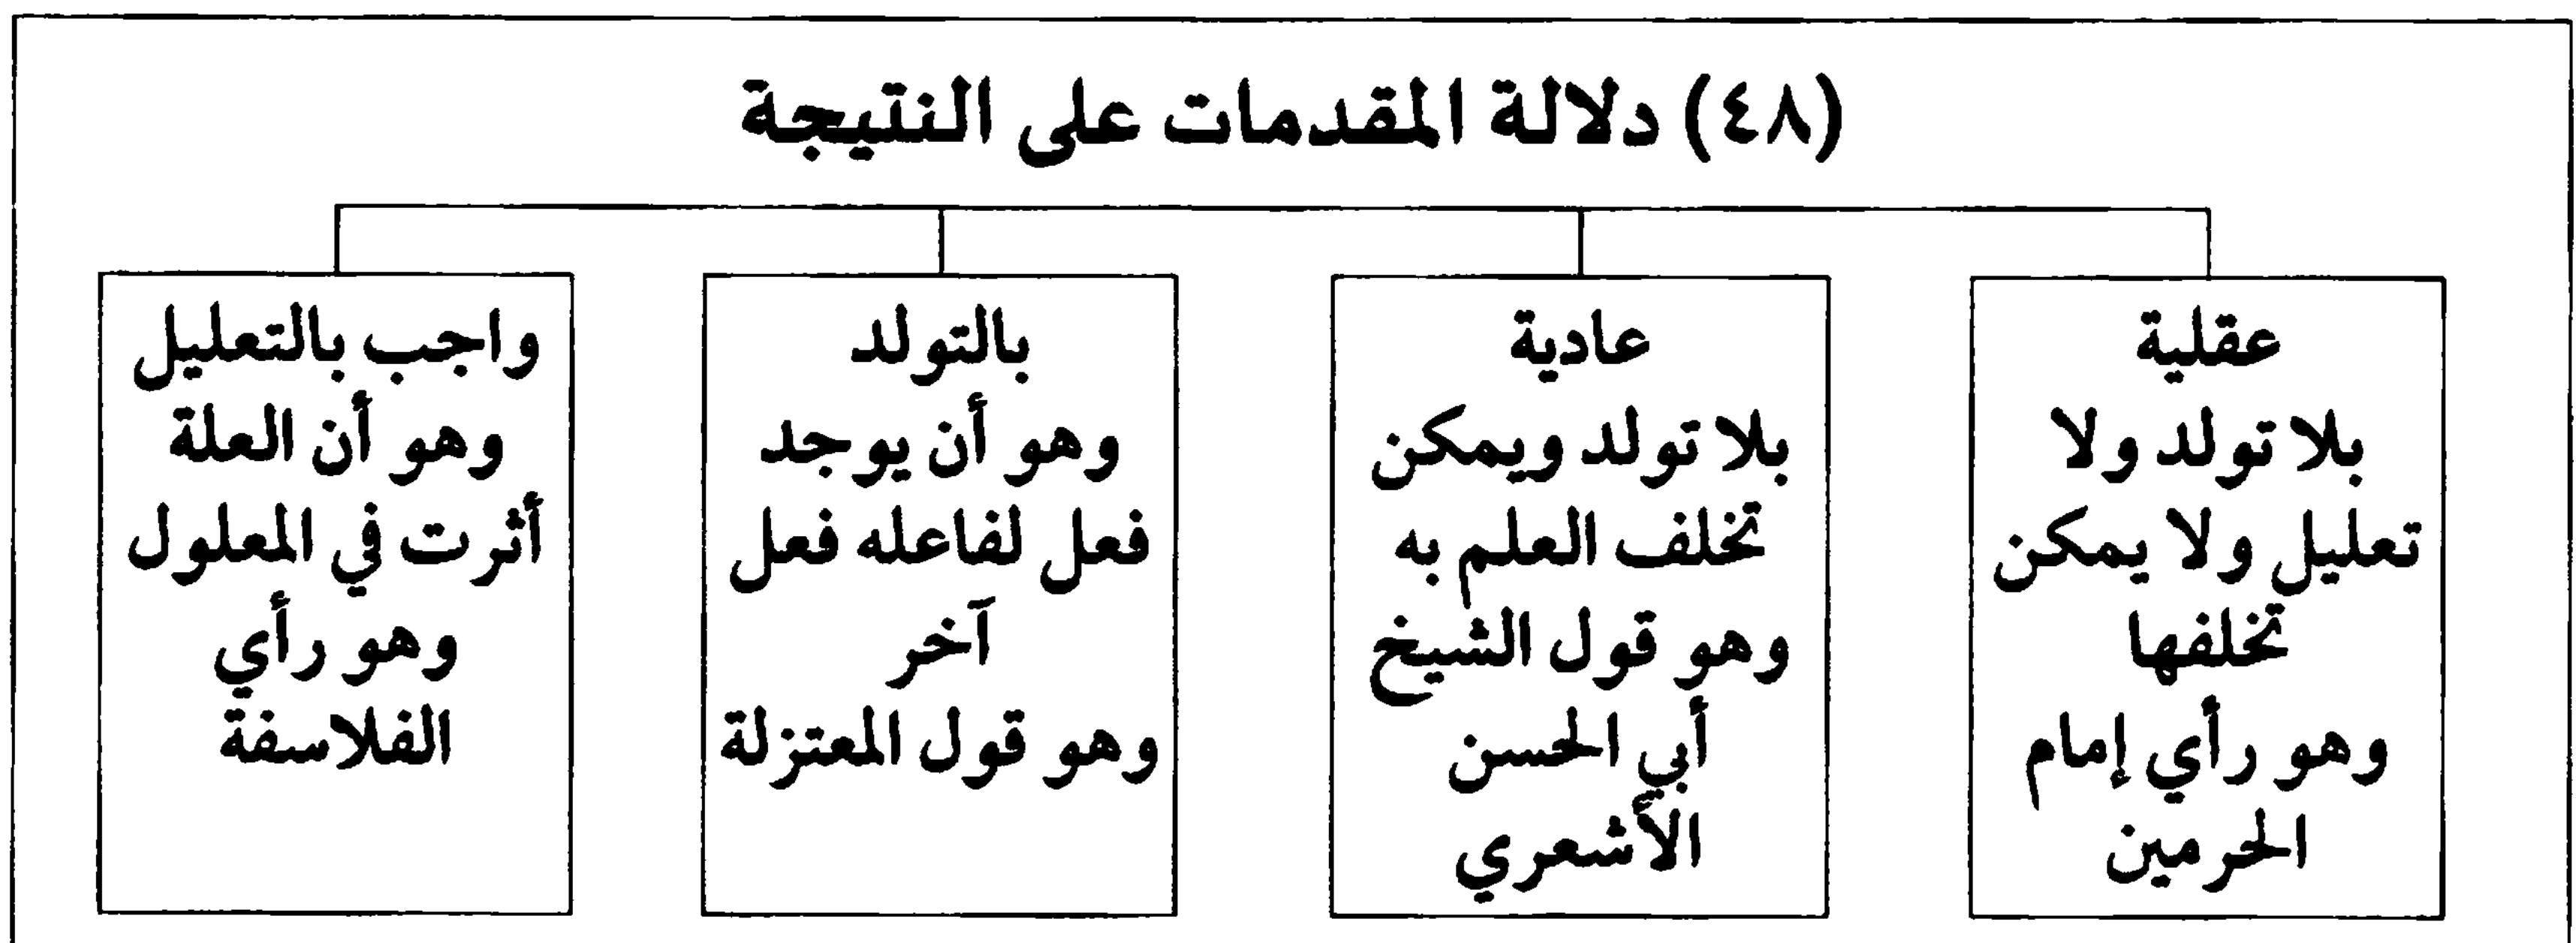 (٤٨) دلالة المقدمات على النتيجة
عقلية
بلا تولد ولا
تعليل ولا يمكن
تخلفها
وهو رأي إمام
الحرمين
عادية
بلا تولد ويمكن
تخلف العلم به
وهو قول الشيخ
أبي الحسن
الأشعري
بالتولد
وهو أن يوجد
فعل لفاعله فعل
آخر
وهو قول المعتزلة
واجب بالتعليل
وهو أن العلة
أثرت في المعلول
وهو رأي
الفلاسفة